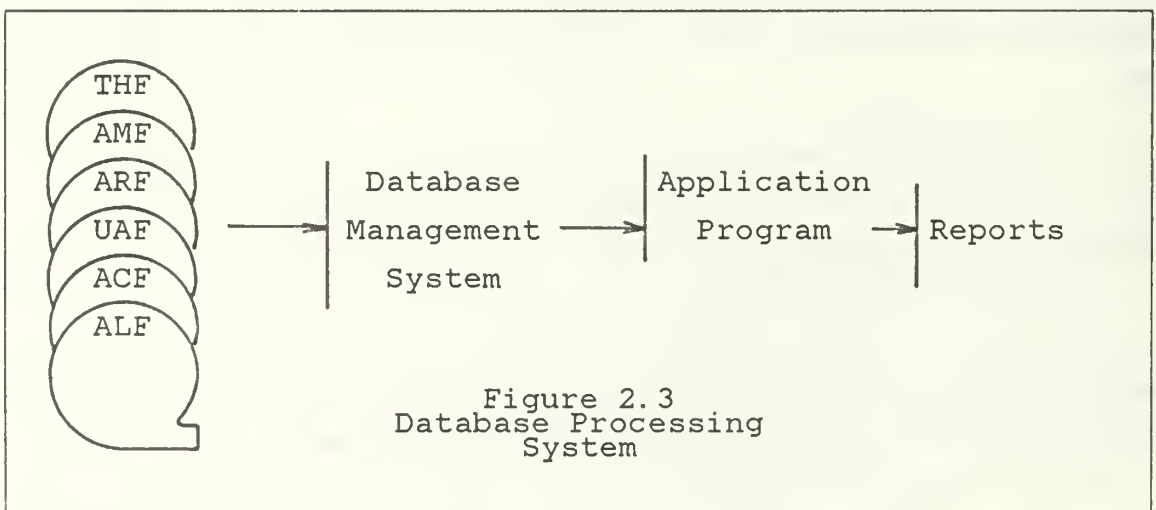 THF
AMF
ARF
UAF
ACF
ALF
Database
Management
System
Application
Program
Reports
Figure 2.3
Database Processing
System